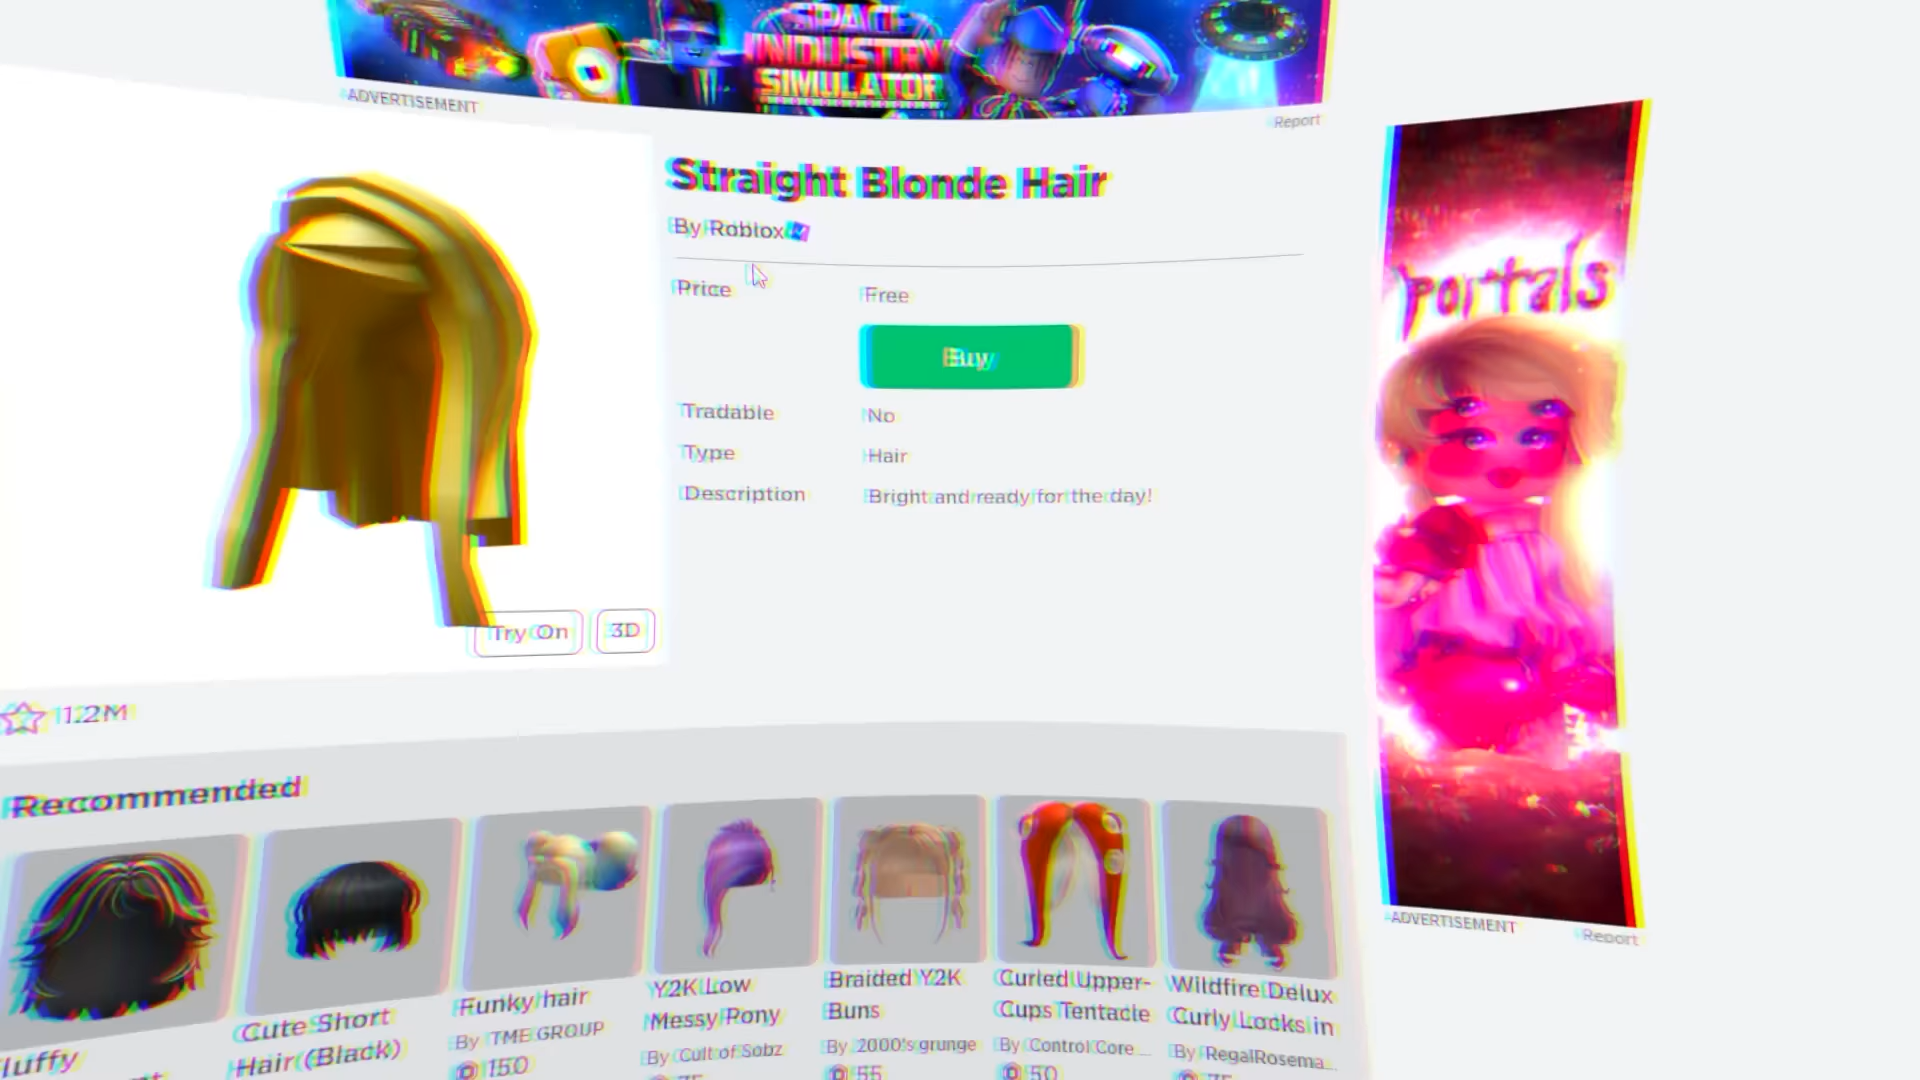 SPACE
INDUSTRY
SIMULATOR
ADVERTISEMENT
Report
Straight Blonde Hair
By Roblox
Price
Free
Buy
Tradable
No
Type
Hair
Description
Bright and ready for the day!
Try On
3D
portals
Recommended
Cute Short
Hair (Black)
Funky hair
By TME GROUP
150
Y2K Low
Messy Pony
By Cult of Sobz
75
Braided Y2K
Buns
By 2000's grunge
55
Curled Upper-
Cups Tentacle
By Control Core ...
50
Wildfire Delux
Curly Locks in
By RegalRosema...
75
ADVERTISEMENT
Report